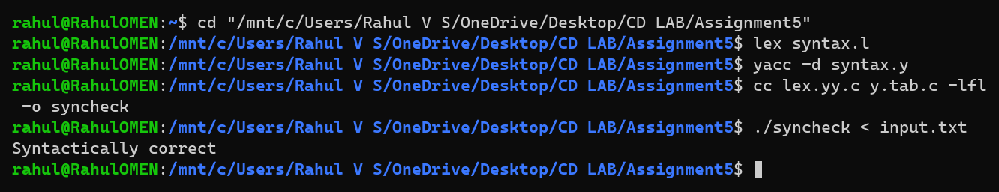 rahul@RahulOMEN:~$ cd "/mnt/c/Users/Rahul V S/OneDrive/Desktop/CD LAB/Assignment5"
rahul@RahulOMEN:/mnt/c/Users/Rahul V S/OneDrive/Desktop/CD LAB/Assignment5$ lex syntax.l
rahul@RahulOMEN:/mnt/c/Users/Rahul V S/OneDrive/Desktop/CD LAB/Assignment5$ yacc -d syntax.y
rahul@RahulOMEN:/mnt/c/Users/Rahul V S/OneDrive/Desktop/CD LAB/Assignment5$ cc lex.yy.c y.tab.c -lfl
 -o syncheck
rahul@RahulOMEN:/mnt/c/Users/Rahul V S/OneDrive/Desktop/CD LAB/Assignment5$ ./syncheck < input.txt
Syntactically correct
rahul@RahulOMEN:/mnt/c/Users/Rahul V S/OneDrive/Desktop/CD LAB/Assignment5$